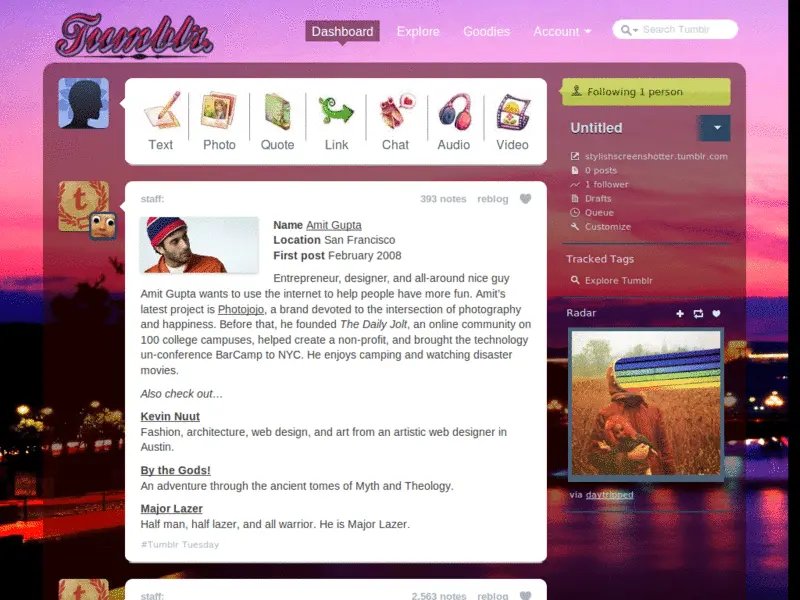 Tumblr.
Dashboard
Explore
Goodies
Account
Search Tumblr
Text
Photo
Quote
Link
Chat
Audio
Video
Following 1 person
Untitled
stylishscreenshotter.tumblr.com
0 posts
1 follower
Drafts
Queue
Customize
Tracked Tags
Explore Tumblr
Radar
via daytripped
t
staff:
393 notes
reblog
Name Amit Gupta
Location San Francisco
First post February 2008
Entrepreneur, designer, and all-around nice guy
Amit Gupta wants to use the internet to help people have more fun. Amit's
latest project is Photojojo, a brand devoted to the intersection of photography
and happiness. Before that, he founded The Daily Jolt, an online community on
100 college campuses, helped create a non-profit, and brought the technology
un-conference BarCamp to NYC. He enjoys camping and watching disaster
movies.
Also check out…
Kevin Nuut
Fashion, architecture, web design, and art from an artistic web designer in
Austin.
By the Gods!
An adventure through the ancient tomes of Myth and Theology.
Major Lazer
Half man, half lazer, and all warrior. He is Major Lazer.
#Tumblr Tuesday
t
staff:
2,563 notes
reblog